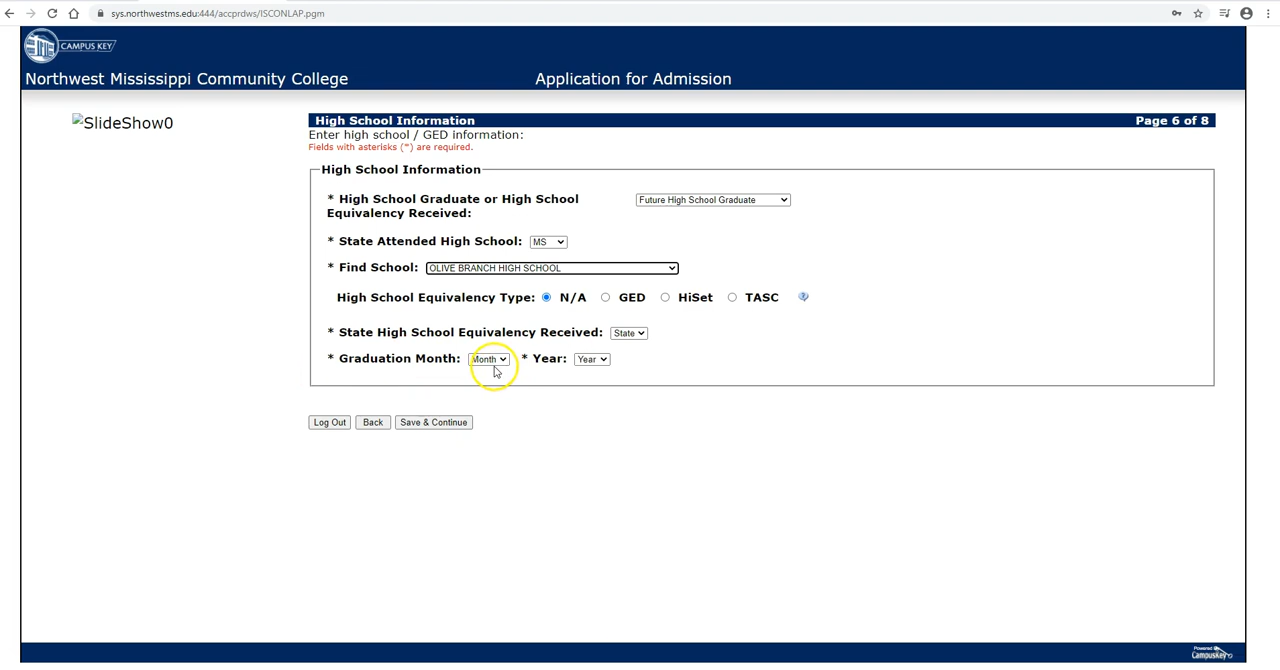 sys.northwestms.edu:444/accprdws/ISCONLAP.pgm
CAMPUS KEY
Northwest Mississippi Community College Application for Admission
SlideShow0
High School Information Page 6 of 8
Enter high school / GED information:
Fields with asterisks (*) are required.
High School Information
* High School Graduate or High School Future High School Graduate
Equivalency Received:
* State Attended High School: MS
* Find School: OLIVE BRANCH HIGH SCHOOL
High School Equivalency Type: N/A GED HiSet TASC
* State High School Equivalency Received: State
* Graduation Month: Month * Year: Year
Log Out Back Save & Continue
Powered By
CampusKey